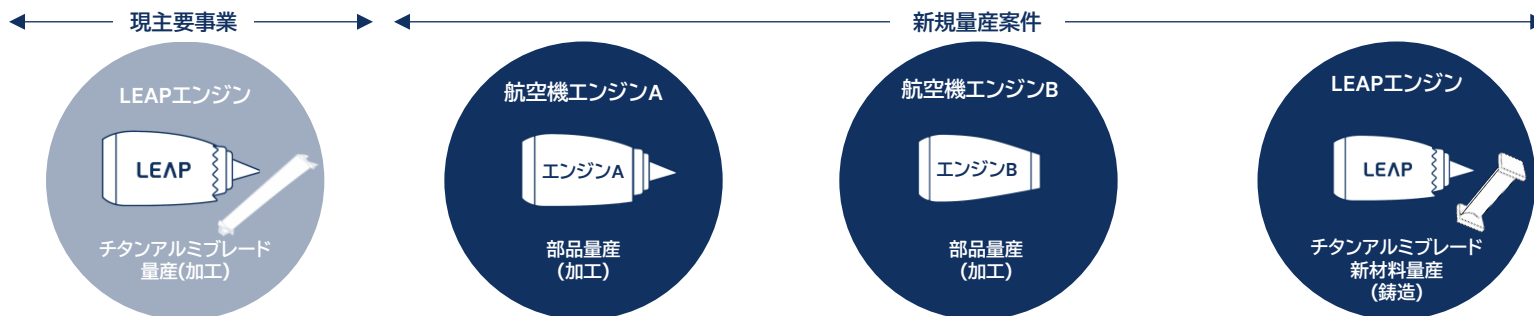 現主要事業
新規量産案件
LEAPエンジン
LEAP
チタンアルミブレード
量産(加工)
航空機エンジンA
エンジンA
部品量産
(加工)
航空機エンジンB
エンジンB
部品量産
(加工)
LEAPエンジン
LEAP
チタンアルミブレード
新材料量産
(鋳造)